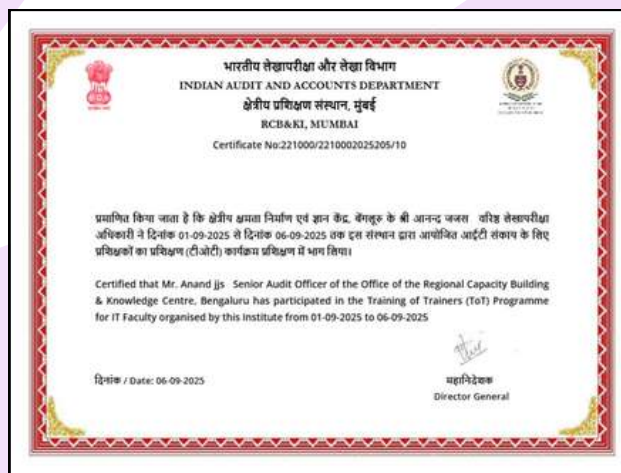 भारतीय लेखापरीक्षा और लेखा विभाग
INDIAN AUDIT AND ACCOUNTS DEPARTMENT
क्षेत्रीय प्रशिक्षण संस्थान, मुंबई
RCB&KI, MUMBAI
Certificate No:221000/2210002025205/10
प्रमाणित किया जाता है कि क्षेत्रीय क्षमता निर्माण एवं ज्ञान केंद्र, बेंगलूरु के श्री आनन्द जजस वरिष्ठ लेखापरीक्षा
अधिकारी ने दिनांक 01-09-2025 से दिनांक 06-09-2025 तक इस संस्थान द्वारा आयोजित आईटी संकाय के लिए
प्रशिक्षकों का प्रशिक्षण (टीओटी) कार्यक्रम प्रशिक्षण में भाग लिया।
Certified that Mr. Anand jjs Senior Audit Officer of the Office of the Regional Capacity Building
& Knowledge Centre, Bengaluru has participated in the Training of Trainers (ToT) Programme
for IT Faculty organised by this Institute from 01-09-2025 to 06-09-2025
दिनांक / Date: 06-09-2025
महानिदेशक
Director General